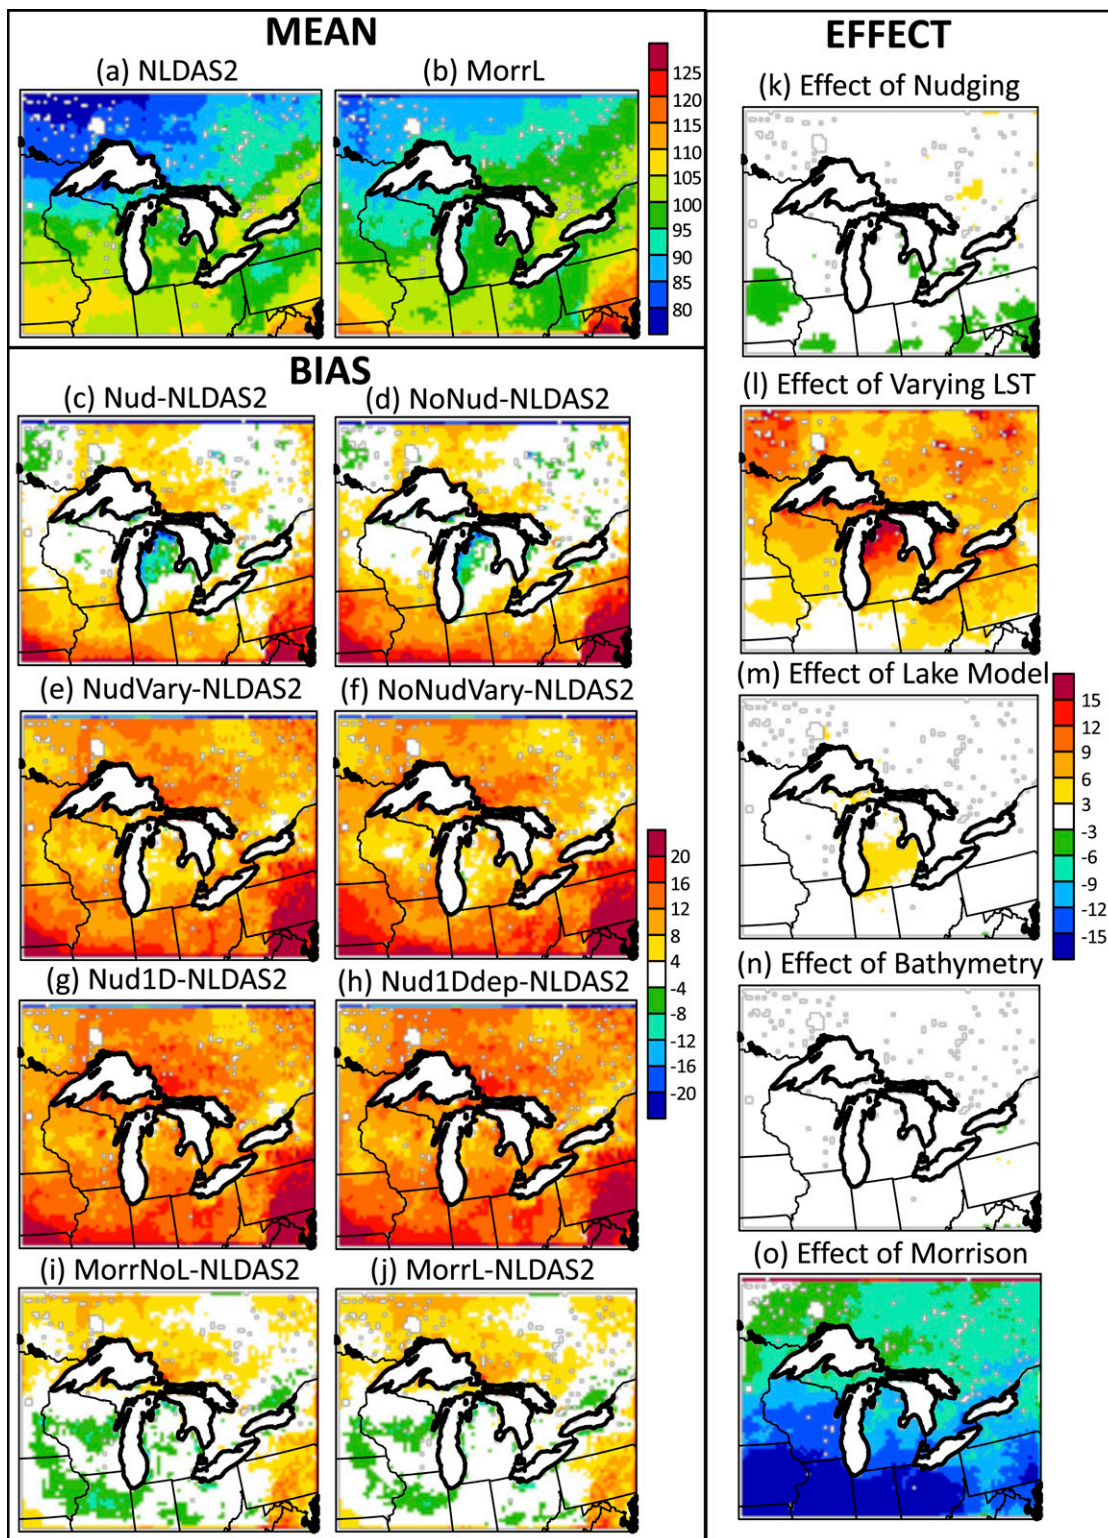 MEAN
(a) NLDAS2
(b) MorrL
125
120
115
110
105
100
95
90
85
80
BIAS
(c) Nud-NLDAS2
(d) NoNud-NLDAS2
(e) NudVary-NLDAS2
(f) NoNudVary-NLDAS2
(g) Nud1D-NLDAS2
(h) Nud1Ddep-NLDAS2
(i) MorrNoL-NLDAS2
(j) MorrL-NLDAS2
20
16
12
8
4
-4
-8
-12
-16
-20
EFFECT
(k) Effect of Nudging
(l) Effect of Varying LST
(m) Effect of Lake Model
(n) Effect of Bathymetry
(o) Effect of Morrison
15
12
9
6
3
-3
-6
-9
-12
-15